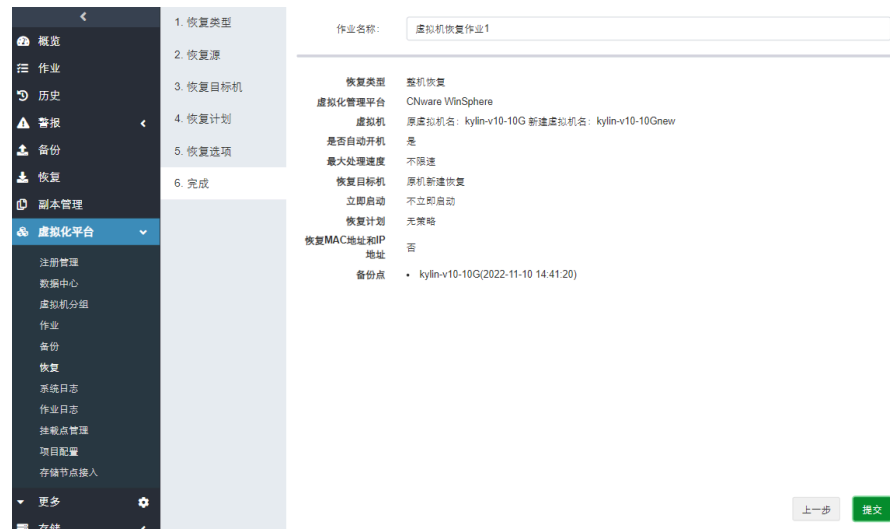 概览
作业
历史
警报
备份
恢复
副本管理
虚拟化平台
注册管理
数据中心
虚拟机分组
作业
备份
恢复
系统日志
作业日志
挂载点管理
项目配置
存储节点接入
更多
存储
1. 恢复类型
2. 恢复源
3. 恢复目标机
4. 恢复计划
5. 恢复选项
6. 完成
作业名称: 虚拟机恢复作业1
恢复类型 整机恢复
虚拟化管理平台 CNware WinSphere
虚拟机 原虚拟机名：kylin-v10-10G 新建虚拟机名：kylin-v10-10Gnew
是否自动开机 是
最大处理速度 不限速
恢复目标机 原机新建恢复
立即启动 不立即启动
恢复计划 无策略
恢复MAC地址和IP
地址 否
备份点 • kylin-v10-10G(2022-11-10 14:41:20)
上一步 提交